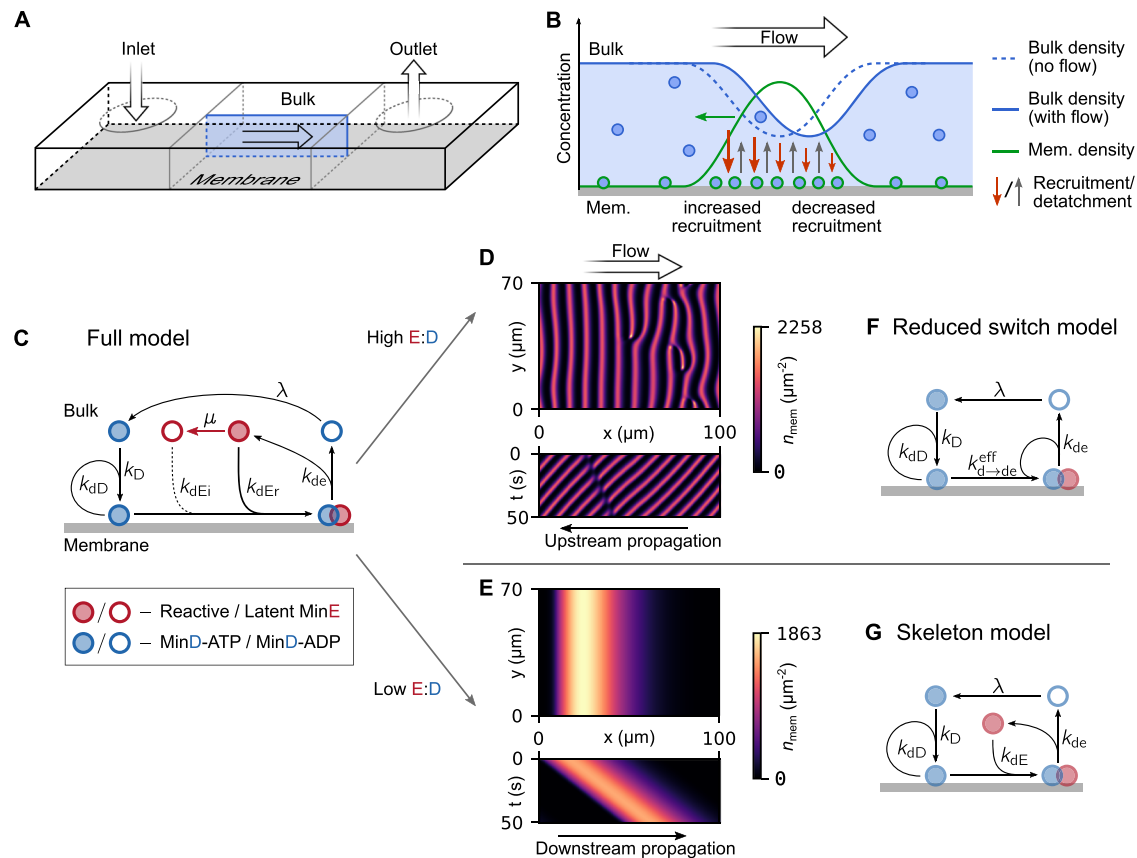 A
Inlet
Outlet
Bulk
Membrane
B
Flow
Concentration
Bulk
Mem.
increased
recruitment
decreased
recruitment
Bulk density
(no flow)
Bulk density
(with flow)
Mem. density
/
Recruitment/
detatchment
C
Full model
Bulk
λ
μ
k_D
k_dD
k_dEi
k_dEr
k_de
Membrane
/ – Reactive / Latent MinE
/ – MinD-ATP / MinD-ADP
High E:D
Low E:D
D
Flow
70
y (µm)
0
0
x (µm)
100
0
t (s)
50
Upstream propagation
2258
n_mem (µm⁻²)
0
E
70
y (µm)
0
0
x (µm)
100
0
t (s)
50
Downstream propagation
1863
n_mem (µm⁻²)
0
F Reduced switch model
λ
k_D
k_dD
k^eff_d→de
k_de
G Skeleton model
λ
k_D
k_dD
k_dE
k_de